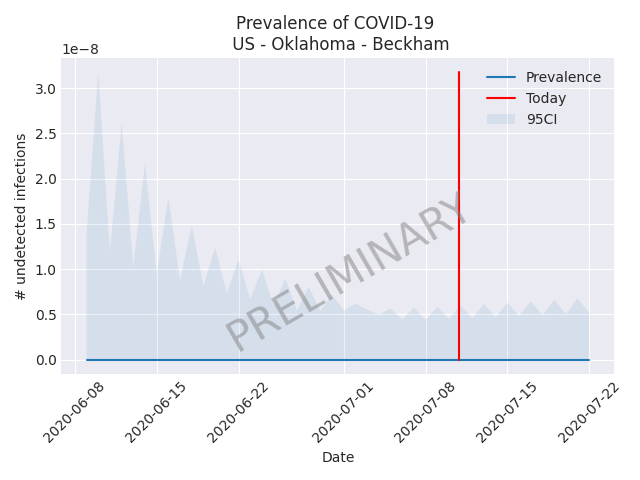 Prevalence of COVID-19
US - Oklahoma - Beckham
1e−8
3.0
2.5
2.0
1.5
1.0
0.5
0.0
# undetected infections
Prevalence
Today
95CI
PRELIMINARY
2020-06-08
2020-06-15
2020-06-22
2020-07-01
2020-07-08
2020-07-15
2020-07-22
Date